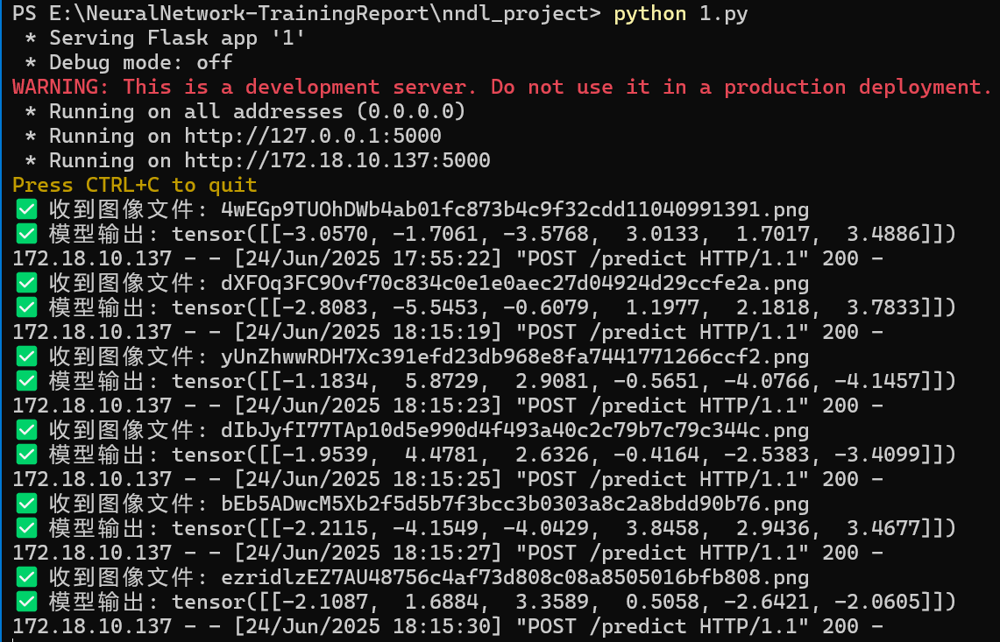 PS E:\NeuralNetwork-TrainingReport\nndl_project> python 1.py
 * Serving Flask app '1'
 * Debug mode: off
WARNING: This is a development server. Do not use it in a production deployment.
 * Running on all addresses (0.0.0.0)
 * Running on http://127.0.0.1:5000
 * Running on http://172.18.10.137:5000
Press CTRL+C to quit
✅ 收到图像文件: 4wEGp9TUOhDWb4ab01fc873b4c9f32cdd11040991391.png
✅ 模型输出: tensor([[-3.0570, -1.7061, -3.5768,  3.0133,  1.7017,  3.4886]])
172.18.10.137 - - [24/Jun/2025 17:55:22] "POST /predict HTTP/1.1" 200 -
✅ 收到图像文件: dXFOq3FC9Ovf70c834c0e1e0aec27d04924d29ccfe2a.png
✅ 模型输出: tensor([[-2.8083, -5.5453, -0.6079,  1.1977,  2.1818,  3.7833]])
172.18.10.137 - - [24/Jun/2025 18:15:19] "POST /predict HTTP/1.1" 200 -
✅ 收到图像文件: yUnZhwwRDH7Xc391efd23db968e8fa7441771266ccf2.png
✅ 模型输出: tensor([[-1.1834,  5.8729,  2.9081, -0.5651, -4.0766, -4.1457]])
172.18.10.137 - - [24/Jun/2025 18:15:23] "POST /predict HTTP/1.1" 200 -
✅ 收到图像文件: dIbJyfI77TAp10d5e990d4f493a40c2c79b7c79c344c.png
✅ 模型输出: tensor([[-1.9539,  4.4781,  2.6326, -0.4164, -2.5383, -3.4099]])
172.18.10.137 - - [24/Jun/2025 18:15:25] "POST /predict HTTP/1.1" 200 -
✅ 收到图像文件: bEb5ADwcM5Xb2f5d5b7f3bcc3b0303a8c2a8bdd90b76.png
✅ 模型输出: tensor([[-2.2115, -4.1549, -4.0429,  3.8458,  2.9436,  3.4677]])
172.18.10.137 - - [24/Jun/2025 18:15:27] "POST /predict HTTP/1.1" 200 -
✅ 收到图像文件: ezridlzEZ7AU48756c4af73d808c08a8505016bfb808.png
✅ 模型输出: tensor([[-2.1087,  1.6884,  3.3589,  0.5058, -2.6421, -2.0605]])
172.18.10.137 - - [24/Jun/2025 18:15:30] "POST /predict HTTP/1.1" 200 -